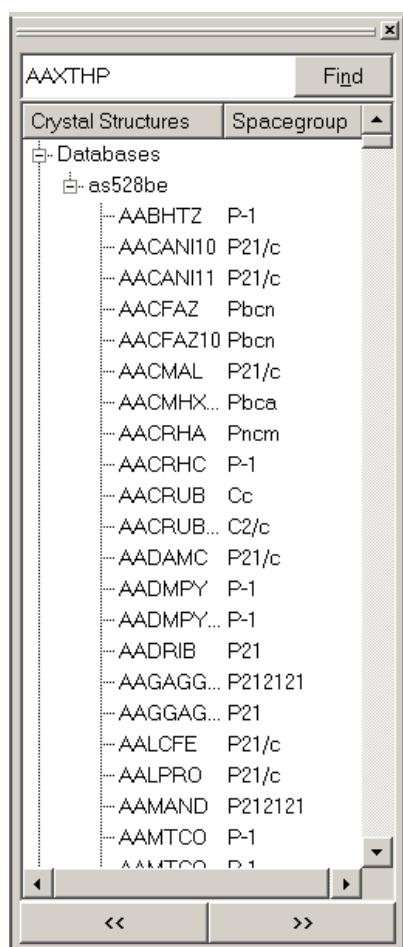 AAXTHP Find
Crystal Structures Spacegroup
Databases
as528be
AABHTZ P-1
AACANI10 P21/c
AACANI11 P21/c
AACFAZ Pbcn
AACFAZ10 Pbcn
AACMAL P21/c
AACMHX... Pbca
AACRHA Pncm
AACRHC P-1
AACRUB Cc
AACRUB... C2/c
AADAMC P21/c
AADMPY P-1
AADMPY... P-1
AADRIB P21
AAGAGG... P212121
AAGGAG... P21
AALCFE P21/c
AALPRO P21/c
AAMAND P212121
AAMTCO P-1
AAMTCO P-1
<< >>